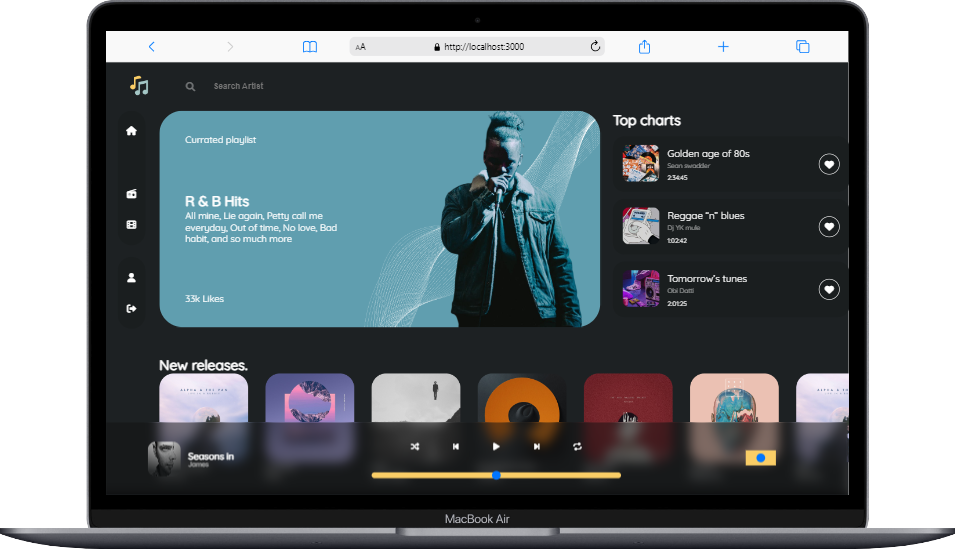 AA
http://localhost:3000
Search Artist
Currated playlist
R & B Hits
All mine, Lie again, Petty call me
everyday, Out of time, No love, Bad
habit, and so much more
33k Likes
Top charts
Golden age of 80s
Sean swadder
2:34:45
Reggae “n” blues
Dj YK mule
1:02:42
Tomorrow's tunes
Obi Datti
2:01:25
New releases.
Seasons in
James
MacBook Air